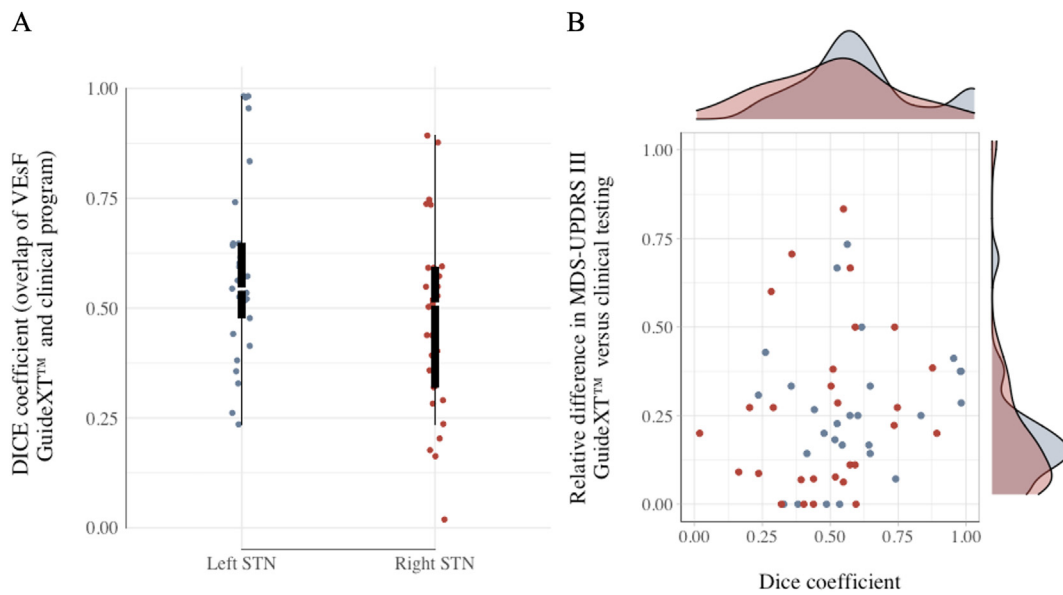 A
DICE coefficient (overlap of VEsF
GuideXT™ and clinical program)
1.00
0.75
0.50
0.25
0.00
Left STN
Right STN
B
Relative difference in MDS-UPDRS III
GuideXT™ versus clinical testing
1.00
0.75
0.50
0.25
0.00
0.00
0.25
0.50
0.75
1.00
Dice coefficient